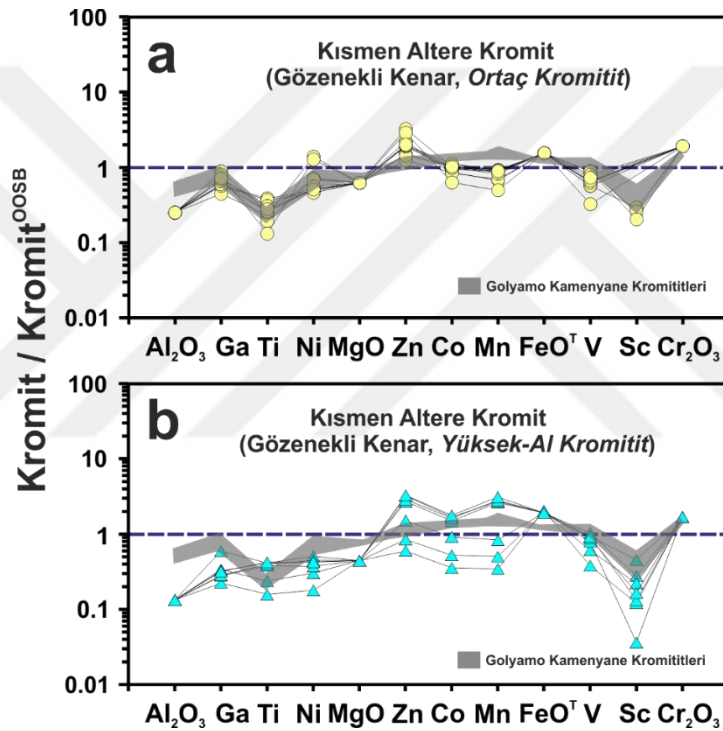 Kromit / Kromit^OOSB
100
10
1
0.1
0.01
a
Kısmen Altere Kromit
(Gözenekli Kenar, Ortaç Kromitit)
Golyamo Kamenyane Kromititleri
Al₂O₃ Ga Ti Ni MgO Zn Co Mn FeOᵀ V Sc Cr₂O₃
100
10
1
0.1
0.01
b
Kısmen Altere Kromit
(Gözenekli Kenar, Yüksek-Al Kromitit)
Golyamo Kamenyane Kromititleri
Al₂O₃ Ga Ti Ni MgO Zn Co Mn FeOᵀ V Sc Cr₂O₃